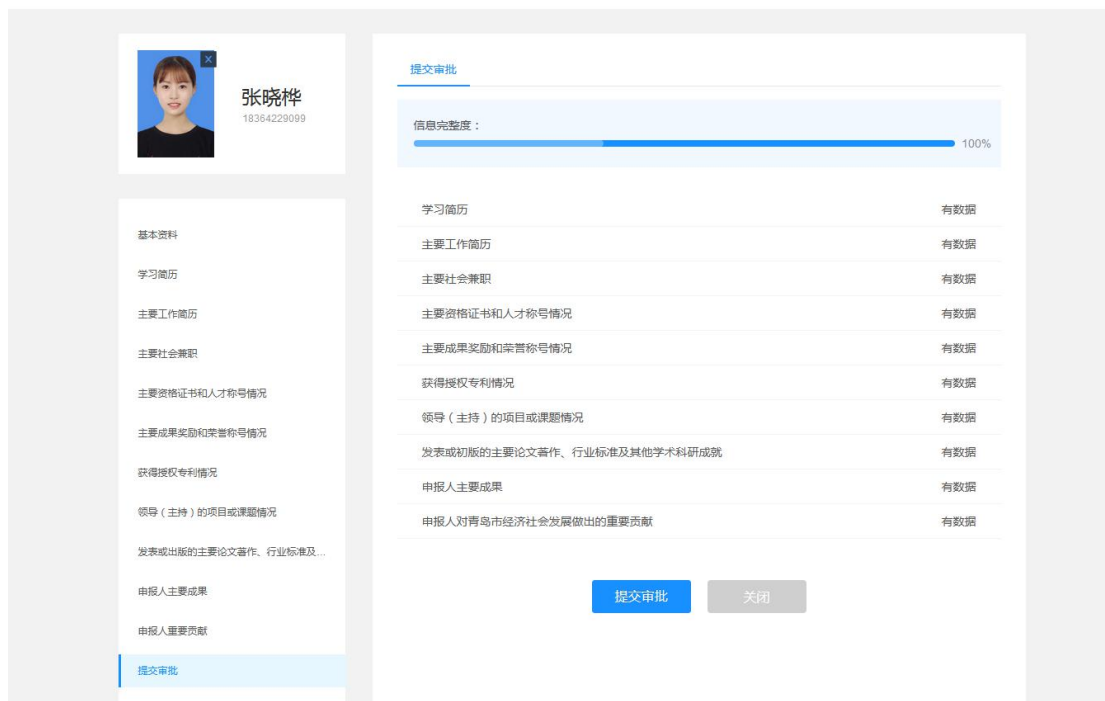 X
张晓桦
18364229099
基本资料
学习简历
主要工作简历
主要社会兼职
主要资格证书和人才称号情况
主要成果奖励和荣誉称号情况
获得授权专利情况
领导（主持）的项目或课题情况
发表或出版的主要论文著作、行业标准及...
申报人主要成果
申报人重要贡献
提交审批
提交审批
信息完整度：
100%
学习简历 有数据
主要工作简历 有数据
主要社会兼职 有数据
主要资格证书和人才称号情况 有数据
主要成果奖励和荣誉称号情况 有数据
获得授权专利情况 有数据
领导（主持）的项目或课题情况 有数据
发表或初版的主要论文著作、行业标准及其他学术科研成就 有数据
申报人主要成果 有数据
申报人对青岛市经济社会发展做出的重要贡献 有数据
提交审批 关闭